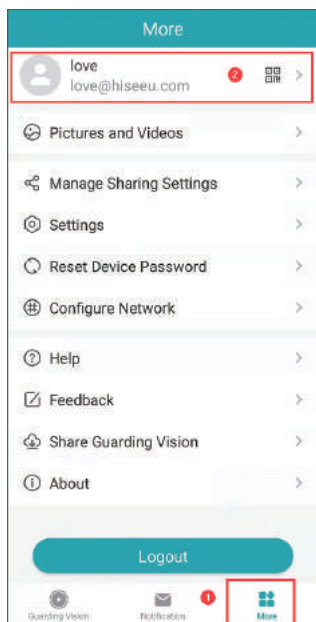 More
love
love@hiseeu.com
2
Pictures and Videos
Manage Sharing Settings
Settings
Reset Device Password
Configure Network
Help
Feedback
Share Guarding Vision
About
Logout
1
Guarding Vision
Notification
More